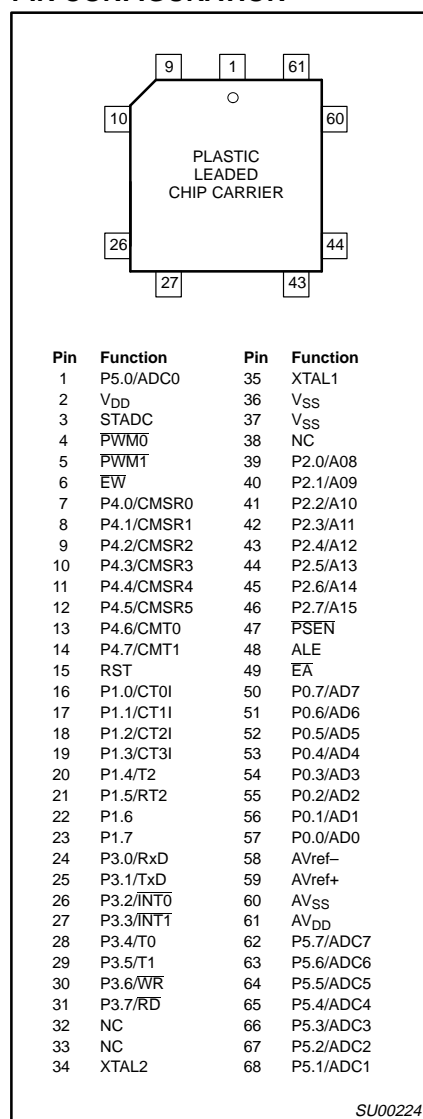 9 1 61
10 60
PLASTIC
LEADED
CHIP CARRIER
26 44
27 43
Pin Function Pin Function
1 P5.0/ADC0 35 XTAL1
2 VDD 36 VSS
3 STADC 37 VSS
4 PWM0 38 NC
5 PWM1 39 P2.0/A08
6 EW 40 P2.1/A09
7 P4.0/CMSR0 41 P2.2/A10
8 P4.1/CMSR1 42 P2.3/A11
9 P4.2/CMSR2 43 P2.4/A12
10 P4.3/CMSR3 44 P2.5/A13
11 P4.4/CMSR4 45 P2.6/A14
12 P4.5/CMSR5 46 P2.7/A15
13 P4.6/CMT0 47 PSEN
14 P4.7/CMT1 48 ALE
15 RST 49 EA
16 P1.0/CT0I 50 P0.7/AD7
17 P1.1/CT1I 51 P0.6/AD6
18 P1.2/CT2I 52 P0.5/AD5
19 P1.3/CT3I 53 P0.4/AD4
20 P1.4/T2 54 P0.3/AD3
21 P1.5/RT2 55 P0.2/AD2
22 P1.6 56 P0.1/AD1
23 P1.7 57 P0.0/AD0
24 P3.0/RxD 58 AVref–
25 P3.1/TxD 59 AVref+
26 P3.2/INT0 60 AVSS
27 P3.3/INT1 61 AVDD
28 P3.4/T0 62 P5.7/ADC7
29 P3.5/T1 63 P5.6/ADC6
30 P3.6/WR 64 P5.5/ADC5
31 P3.7/RD 65 P5.4/ADC4
32 NC 66 P5.3/ADC3
33 NC 67 P5.2/ADC2
34 XTAL2 68 P5.1/ADC1
SU00224